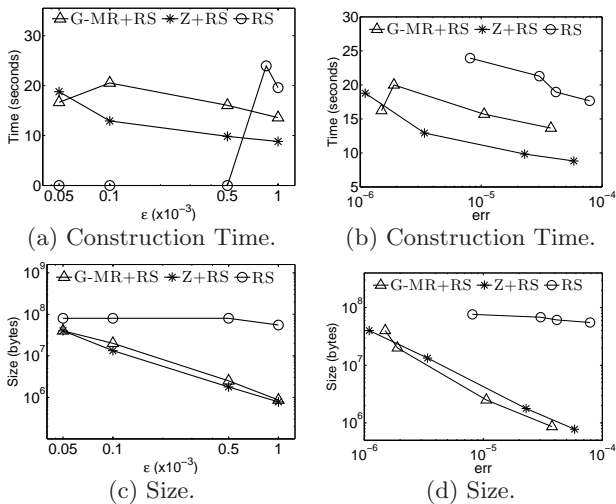 G-MR+RS Z+RS RS
Time (seconds)
30
20
10
0
0.05 0.1 0.5 1
ε (x10⁻³)
(a) Construction Time.
G-MR+RS Z+RS RS
Time (seconds)
30
25
20
15
10
5
10⁻⁶ 10⁻⁵ 10⁻⁴
err
(b) Construction Time.
G-MR+RS Z+RS RS
Size (bytes)
10⁹
10⁸
10⁷
10⁶
0.05 0.1 0.5 1
ε (x10⁻³)
(c) Size.
G-MR+RS Z+RS RS
Size (bytes)
10⁸
10⁷
10⁶
10⁻⁶ 10⁻⁵ 10⁻⁴
err
(d) Size.